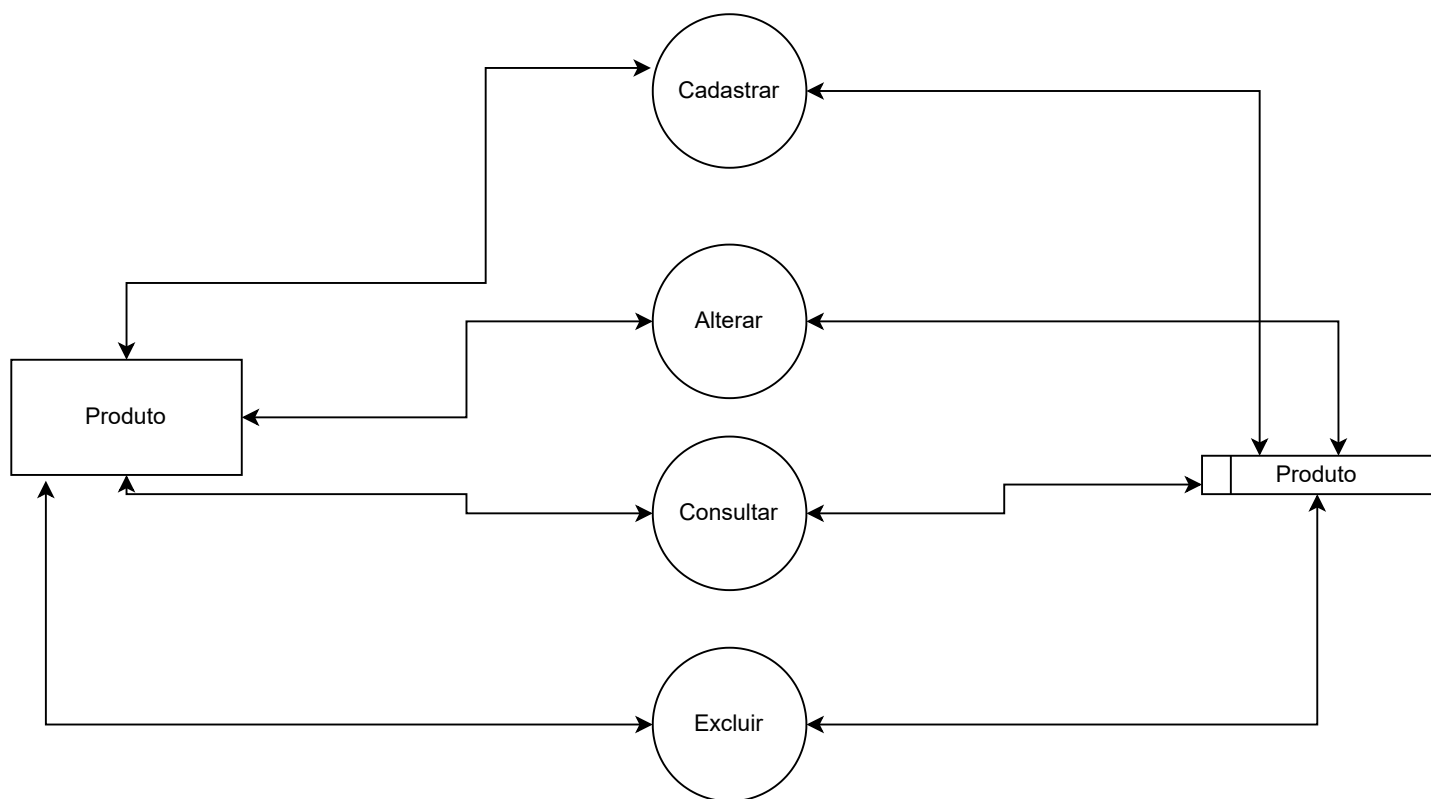 Cadastrar
Alterar
Produto
Produto
Consultar
Excluir